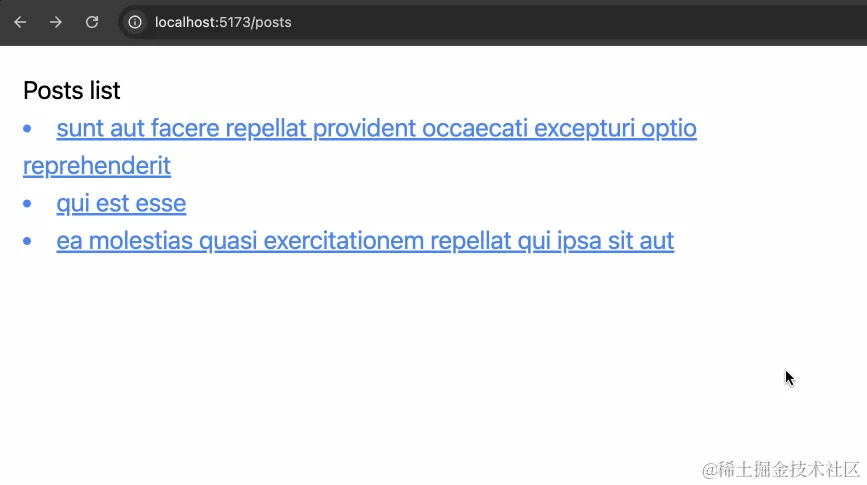 localhost:5173/posts
Posts list
• sunt aut facere repellat provident occaecati excepturi optio
reprehenderit
• qui est esse
• ea molestias quasi exercitationem repellat qui ipsa sit aut
@稀土掘金技术社区